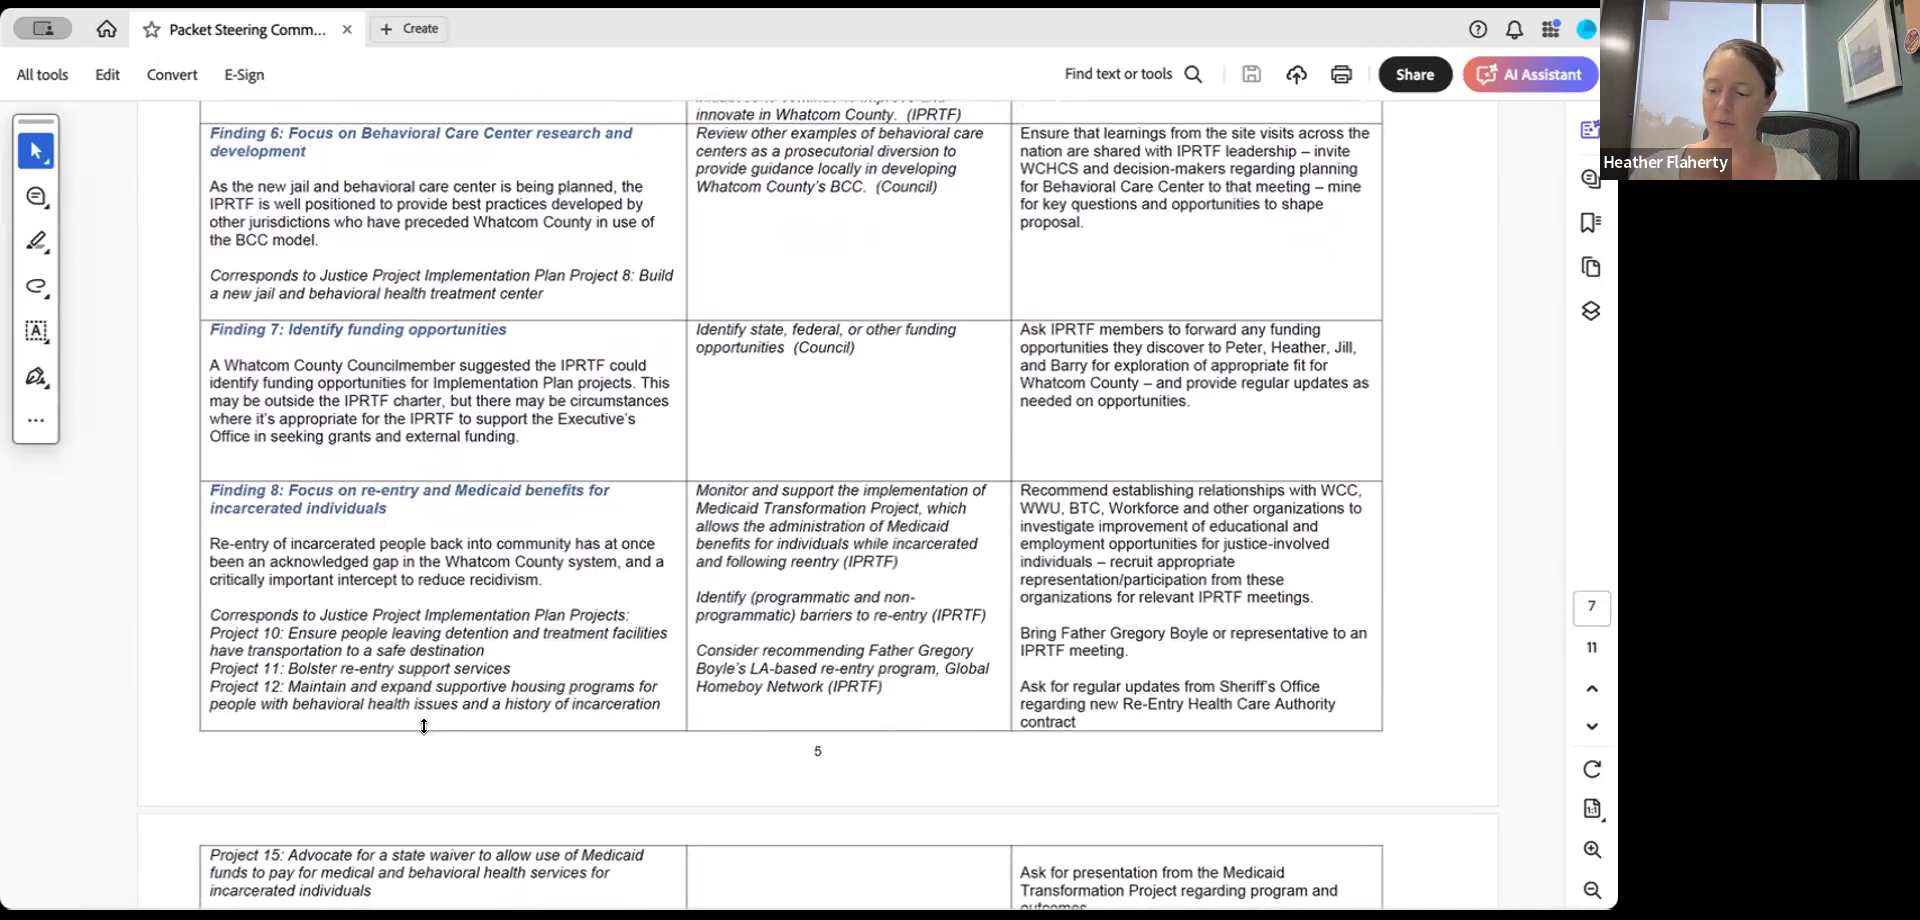 Packet Steering Comm...
Create
All tools
Edit
Convert
E-Sign
Find text or tools
Share
AI Assistant
Heather Flaherty
innovate in Whatcom County. (IPRTF)
Finding 6: Focus on Behavioral Care Center research and
development
As the new jail and behavioral care center is being planned, the
IPRTF is well positioned to provide best practices developed by
other jurisdictions who have preceded Whatcom County in use of
the BCC model.
Corresponds to Justice Project Implementation Plan Project 8: Build
a new jail and behavioral health treatment center
Review other examples of behavioral care
centers as a prosecutorial diversion to
provide guidance locally in developing
Whatcom County's BCC. (Council)
Ensure that learnings from the site visits across the
nation are shared with IPRTF leadership – invite
WCHCS and decision-makers regarding planning
for Behavioral Care Center to that meeting – mine
for key questions and opportunities to shape
proposal.
Finding 7: Identify funding opportunities
A Whatcom County Councilmember suggested the IPRTF could
identify funding opportunities for Implementation Plan projects. This
may be outside the IPRTF charter, but there may be circumstances
where it's appropriate for the IPRTF to support the Executive's
Office in seeking grants and external funding.
Identify state, federal, or other funding
opportunities (Council)
Ask IPRTF members to forward any funding
opportunities they discover to Peter, Heather, Jill,
and Barry for exploration of appropriate fit for
Whatcom County – and provide regular updates as
needed on opportunities.
Finding 8: Focus on re-entry and Medicaid benefits for
incarcerated individuals
Re-entry of incarcerated people back into community has at once
been an acknowledged gap in the Whatcom County system, and a
critically important intercept to reduce recidivism.
Corresponds to Justice Project Implementation Plan Projects:
Project 10: Ensure people leaving detention and treatment facilities
have transportation to a safe destination
Project 11: Bolster re-entry support services
Project 12: Maintain and expand supportive housing programs for
people with behavioral health issues and a history of incarceration
Monitor and support the implementation of
Medicaid Transformation Project, which
allows the administration of Medicaid
benefits for individuals while incarcerated
and following reentry (IPRTF)
Identify (programmatic and non-
programmatic) barriers to re-entry (IPRTF)
Consider recommending Father Gregory
Boyle's LA-based re-entry program, Global
Homeboy Network (IPRTF)
Recommend establishing relationships with WCC,
WWU, BTC, Workforce and other organizations to
investigate improvement of educational and
employment opportunities for justice-involved
individuals – recruit appropriate
representation/participation from these
organizations for relevant IPRTF meetings.
Bring Father Gregory Boyle or representative to an
IPRTF meeting.
Ask for regular updates from Sheriff's Office
regarding new Re-Entry Health Care Authority
contract
5
Project 15: Advocate for a state waiver to allow use of Medicaid
funds to pay for medical and behavioral health services for
incarcerated individuals
Ask for presentation from the Medicaid
Transformation Project regarding program and
7
11